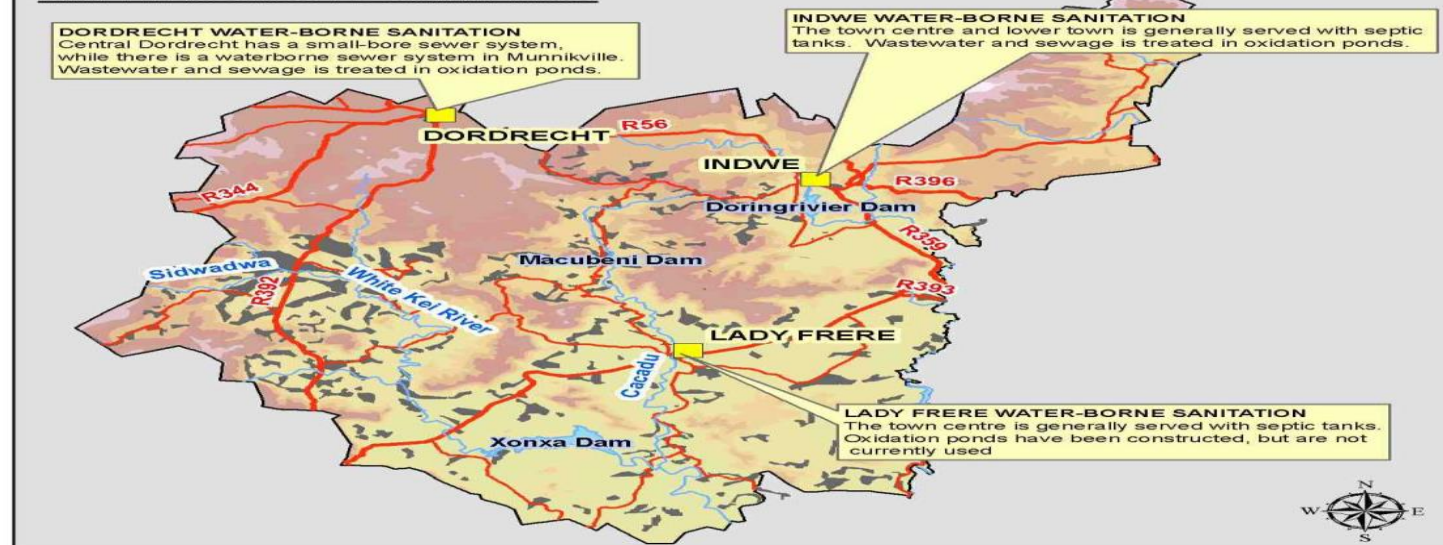 DORDRECHT WATER-BORNE SANITATION
Central Dordrecht has a small-bore sewer system,
while there is a waterborne sewer system in Munnikville.
Wastewater and sewage is treated in oxidation ponds.
INDWE WATER-BORNE SANITATION
The town centre and lower town is generally served with septic
tanks. Wastewater and sewage is treated in oxidation ponds.
DORDRECHT
R56
INDWE
R396
R344
Doringrivier Dam
R359
Macubeni Dam
Sidwadwa
White Kei River
R392
R393
LADY FRERE
Cacadu
LADY FRERE WATER-BORNE SANITATION
The town centre is generally served with septic tanks.
Oxidation ponds have been constructed, but are not
currently used
Xonxa Dam
N
W
E
S